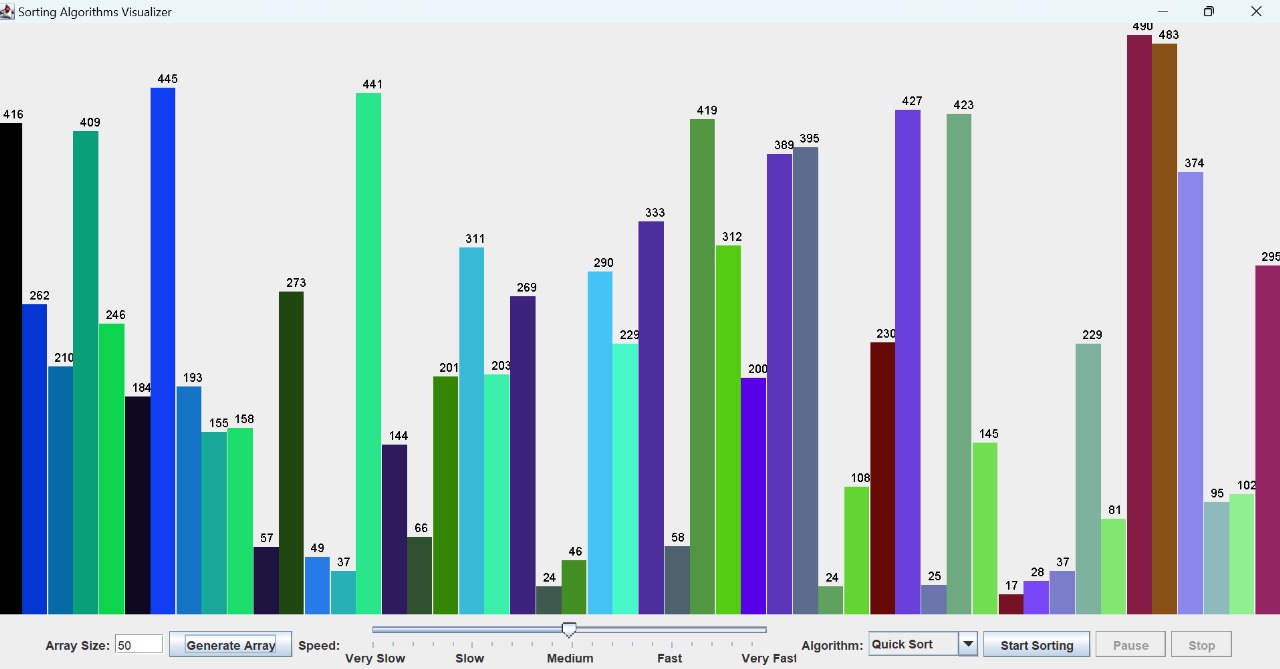 Sorting Algorithms Visualizer
416 262 210 409 246 184 445 193 155 158 57 273 49 37 441 144 66 201 311 203 269 24 46 290 229 333 58 419 312 200 389 395 24 108 230 427 25 423 145 17 28 37 229 81 490 483 374 95 102 295
Array Size: 50 Generate Array Speed: Algorithm: Quick Sort Start Sorting Pause Stop
Very Slow Slow Medium Fast Very Fast